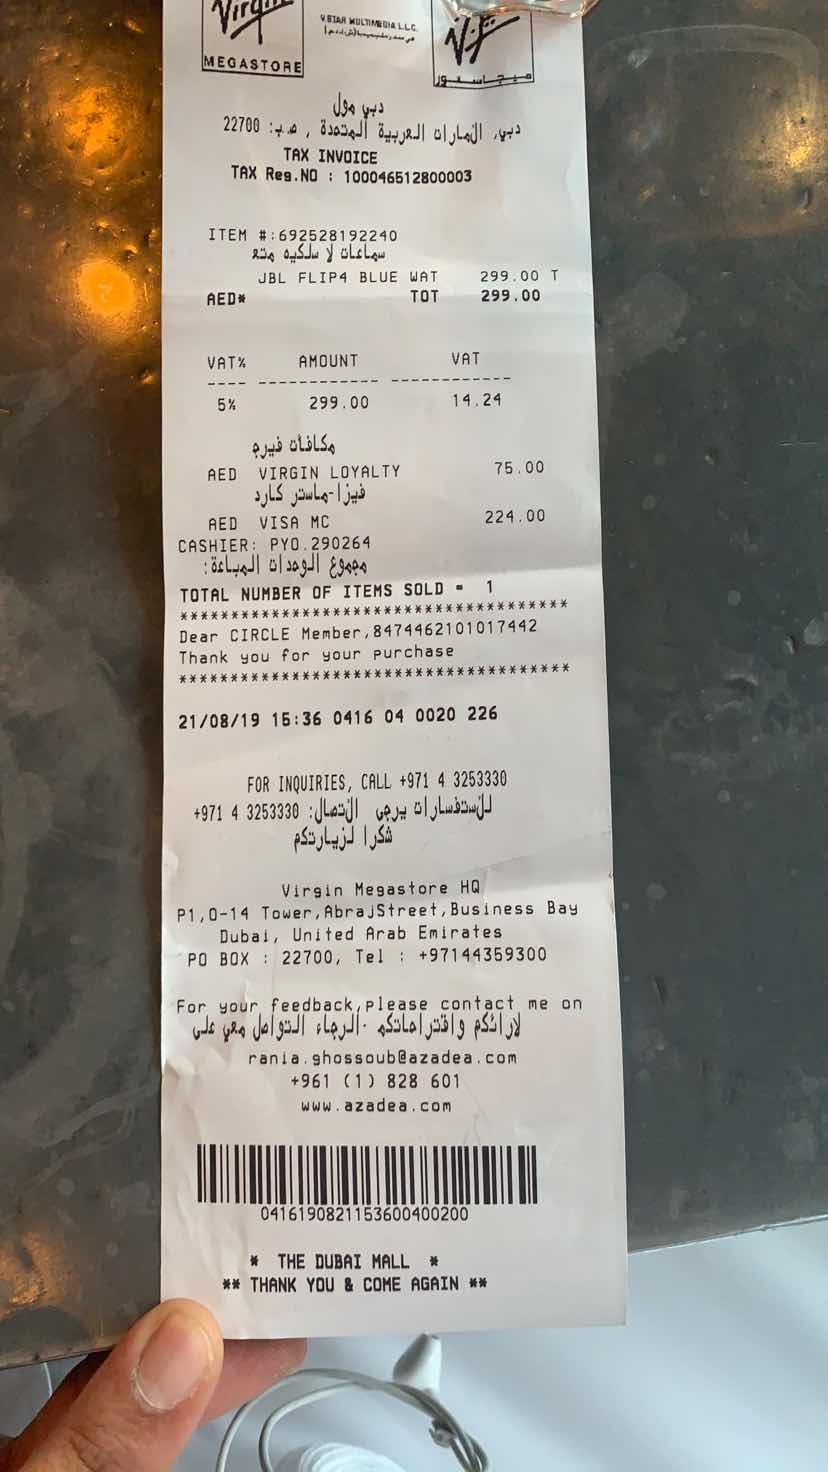 Virgin
MEGASTORE
V.STAR MULTIMEDIA L.L.C.
ميجاستور
دبي مول
دبي, الامارات العربية المتحدة , ص.ب: 22700
TAX INVOICE
TAX Reg.NO : 100046512800003
ITEM #:692528192240
سماعات لا سلكيه متع
JBL FLIP4 BLUE WAT 299.00 T
AED* TOT 299.00
VAT% AMOUNT VAT
---- ------------ ------------
5% 299.00 14.24
مكافات فيرج
AED VIRGIN LOYALTY 75.00
فيزا-ماستر كارد
AED VISA MC 224.00
CASHIER: PYO.290264
مجموع الوحدات المباعة:
TOTAL NUMBER OF ITEMS SOLD = 1
**************************************
Dear CIRCLE Member,8474462101017442
Thank you for your purchase
**************************************
21/08/19 15:36 0416 04 0020 226
FOR INQUIRIES, CALL +971 4 3253330
للأستفسارات يرجى الأتصال: 3253330 4 971+
شكرا لزيارتكم
Virgin Megastore HQ
P1,O-14 Tower,AbrajStreet,Business Bay
Dubai, United Arab Emirates
PO BOX : 22700, Tel : +97144359300
For your feedback,please contact me on
لارائكم واقتراحاتكم -الرجاء التواصل معي على
rania.ghossoub@azadea.com
+961 (1) 828 601
www.azadea.com
0416190821153600400200
* THE DUBAI MALL *
** THANK YOU & COME AGAIN **